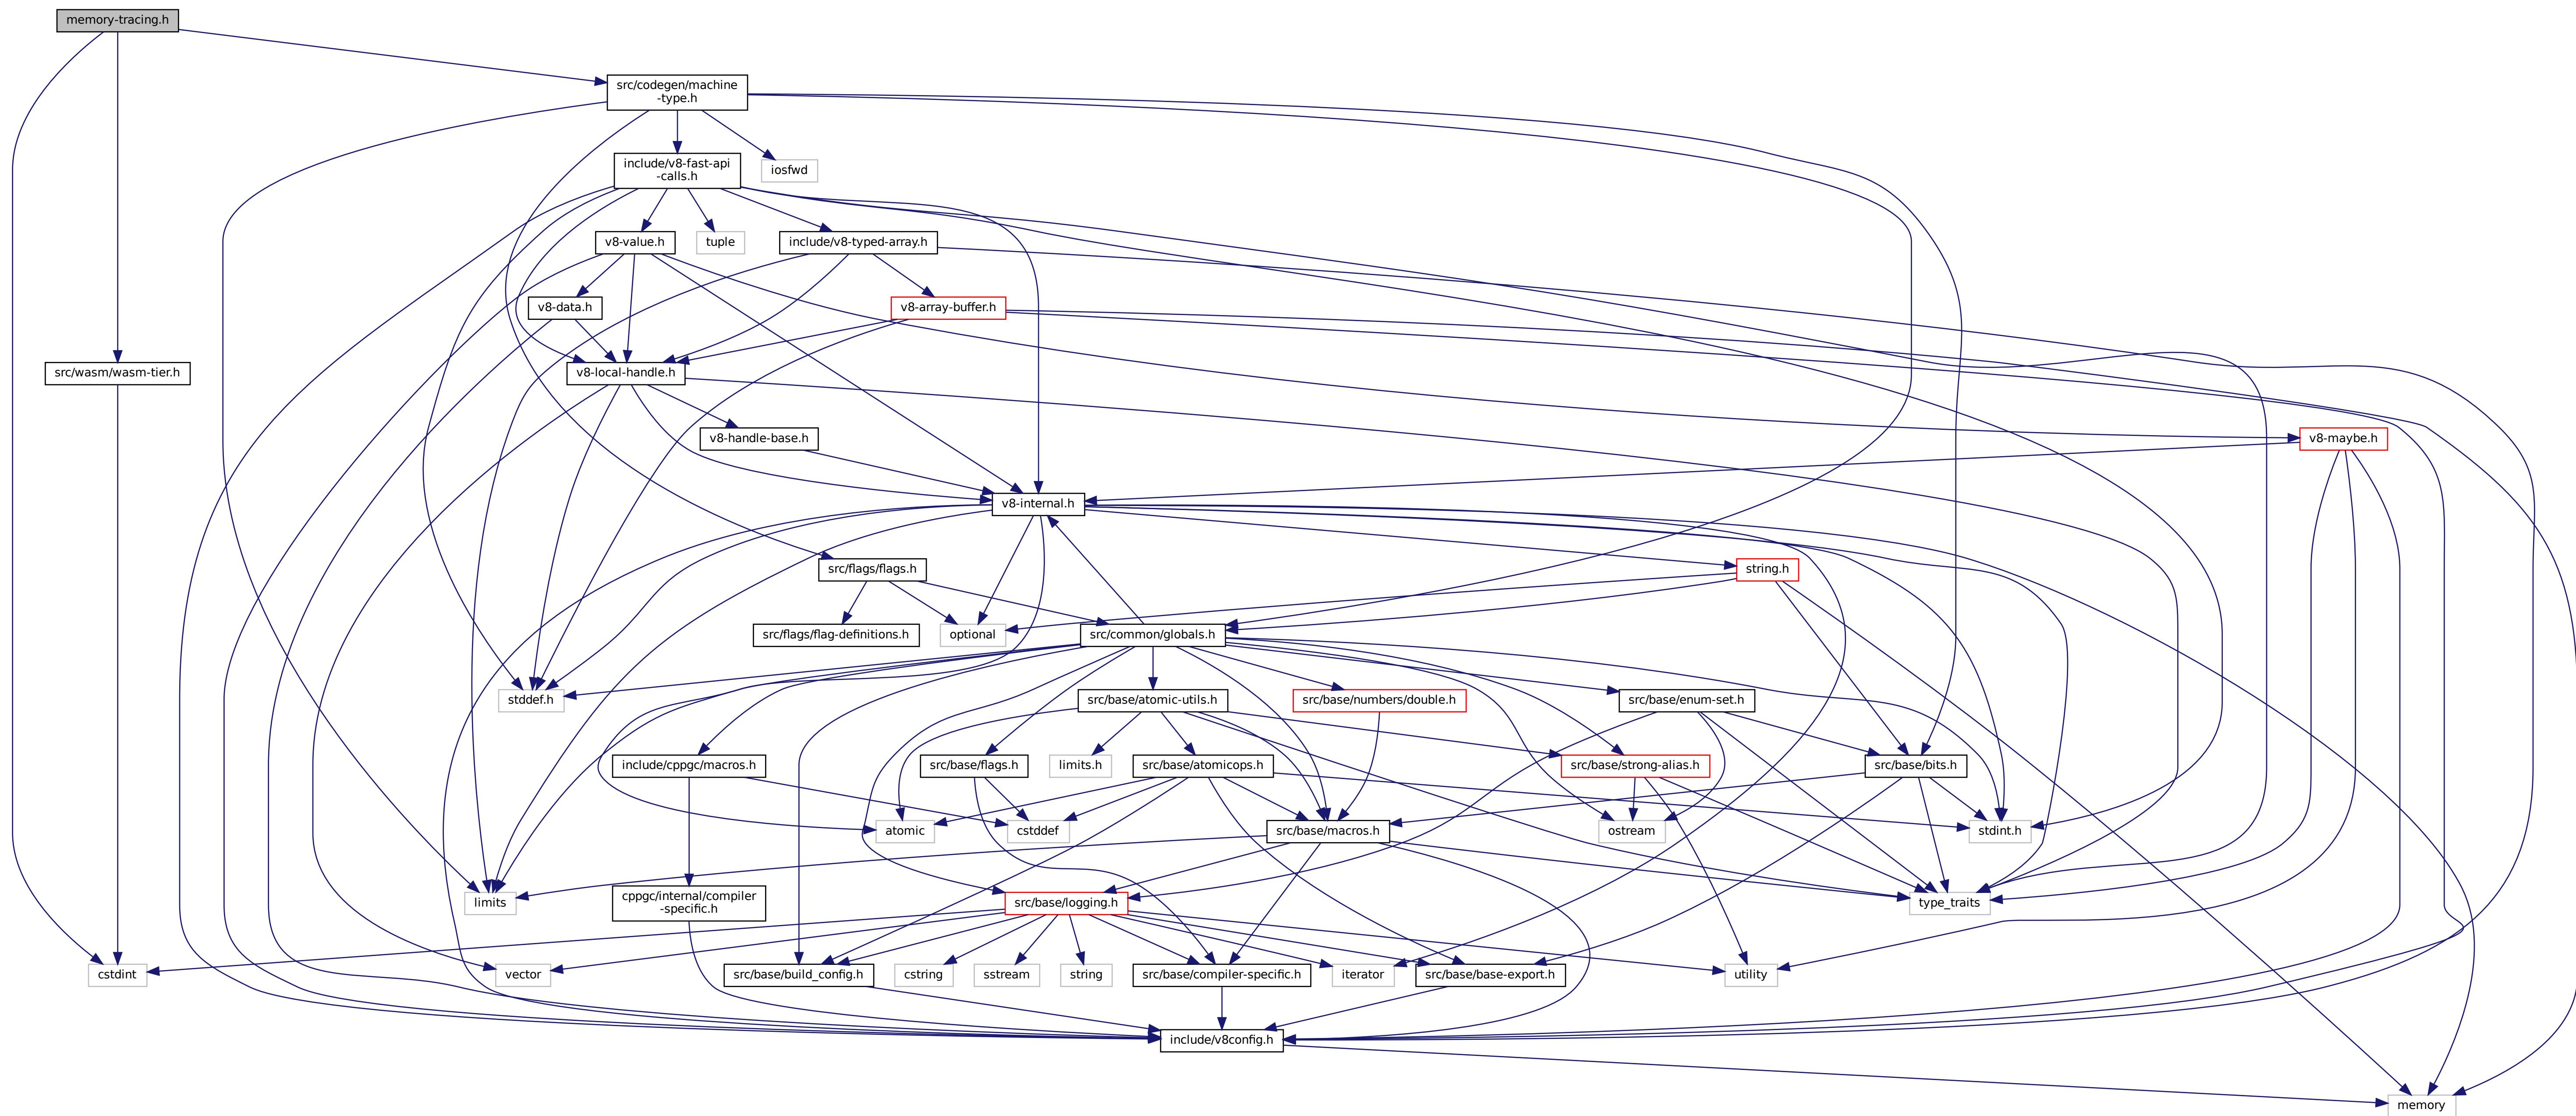 memory-tracing.h
src/codegen/machine
-type.h
include/v8-fast-api
-calls.h
iosfwd
v8-value.h
tuple
include/v8-typed-array.h
v8-data.h
v8-array-buffer.h
src/wasm/wasm-tier.h
v8-local-handle.h
v8-handle-base.h
v8-maybe.h
v8-internal.h
src/flags/flags.h
string.h
src/flags/flag-definitions.h
optional
src/common/globals.h
stddef.h
src/base/atomic-utils.h
src/base/numbers/double.h
src/base/enum-set.h
include/cppgc/macros.h
src/base/flags.h
limits.h
src/base/atomicops.h
src/base/strong-alias.h
src/base/bits.h
atomic
cstddef
src/base/macros.h
ostream
stdint.h
limits
cppgc/internal/compiler
-specific.h
src/base/logging.h
type_traits
cstdint
vector
src/base/build_config.h
cstring
sstream
string
src/base/compiler-specific.h
iterator
src/base/base-export.h
utility
include/v8config.h
memory